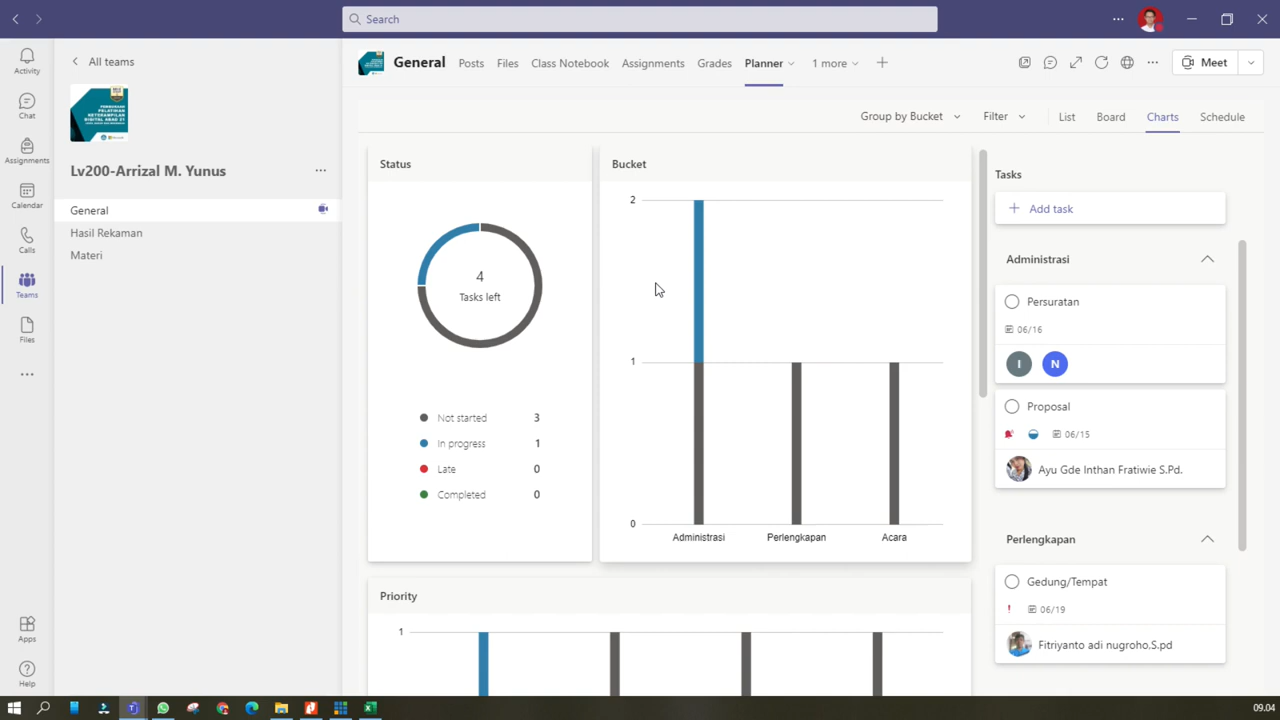 Search
Activity
Chat
Assignments
Calendar
Calls
Teams
Files
Apps
Help
All teams
Lv200-Arrizal M. Yunus
General
Hasil Rekaman
Materi
General
Posts
Files
Class Notebook
Assignments
Grades
Planner
1 more
Meet
Group by Bucket
Filter
List
Board
Charts
Schedule
Status
4
Tasks left
Not started 3
In progress 1
Late 0
Completed 0
Bucket
2
1
0
Administrasi
Perlengkapan
Acara
Priority
1
Tasks
Add task
Administrasi
Persuratan
06/16
I N
Proposal
06/15
Ayu Gde Inthan Fratiwie S.Pd.
Perlengkapan
Gedung/Tempat
06/19
Fitriyanto adi nugroho,S.pd
09.04